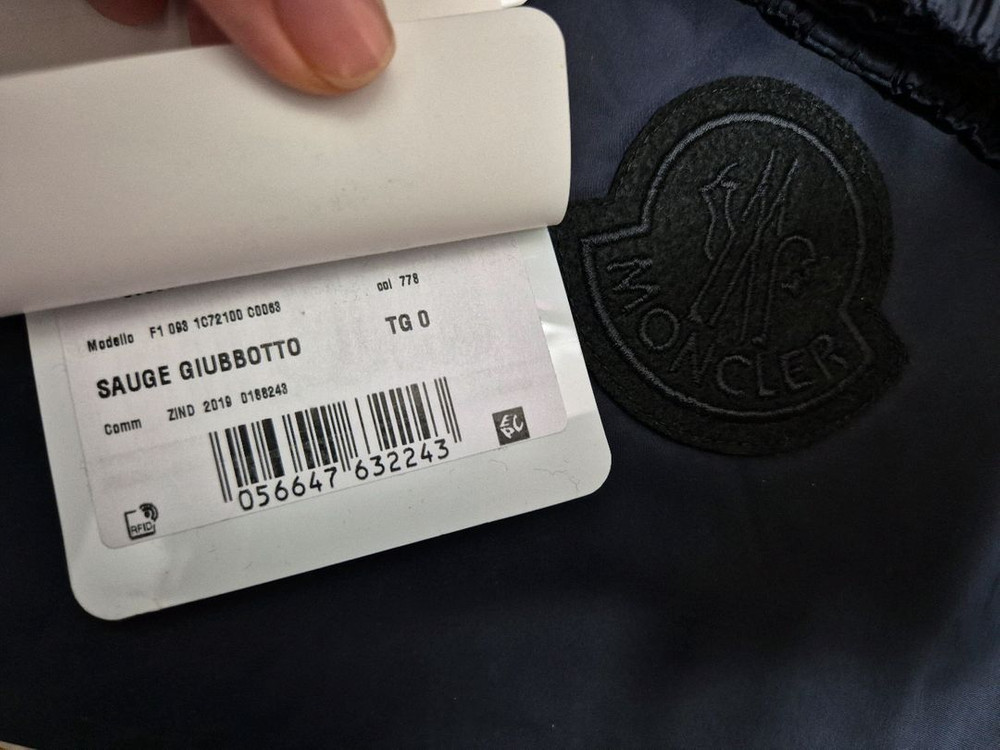 col 778
Modello F1 093 1C72100 C0063
TG 0
SAUGE GIUBBOTTO
Comm ZIND 2019 0188243
056647 632243
EPC
RFID
M
MONCLER